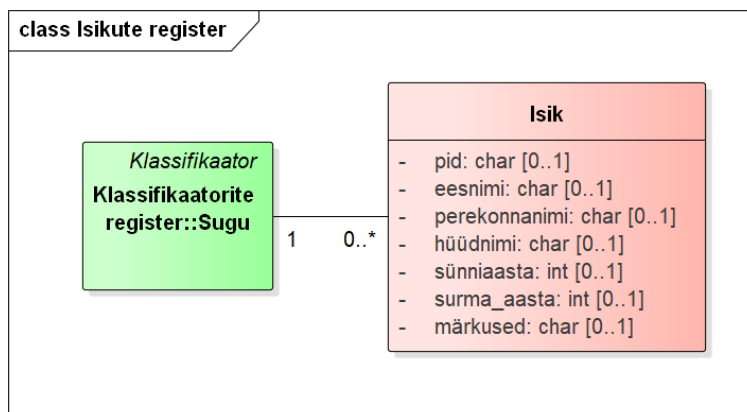 class Isikute register
Klassifikaator
Klassifikaatorite
register::Sugu
1
0..*
Isik
- pid: char [0..1]
- eesnimi: char [0..1]
- perekonnanimi: char [0..1]
- hüüdnimi: char [0..1]
- sünniaasta: int [0..1]
- surma_aasta: int [0..1]
- märkused: char [0..1]